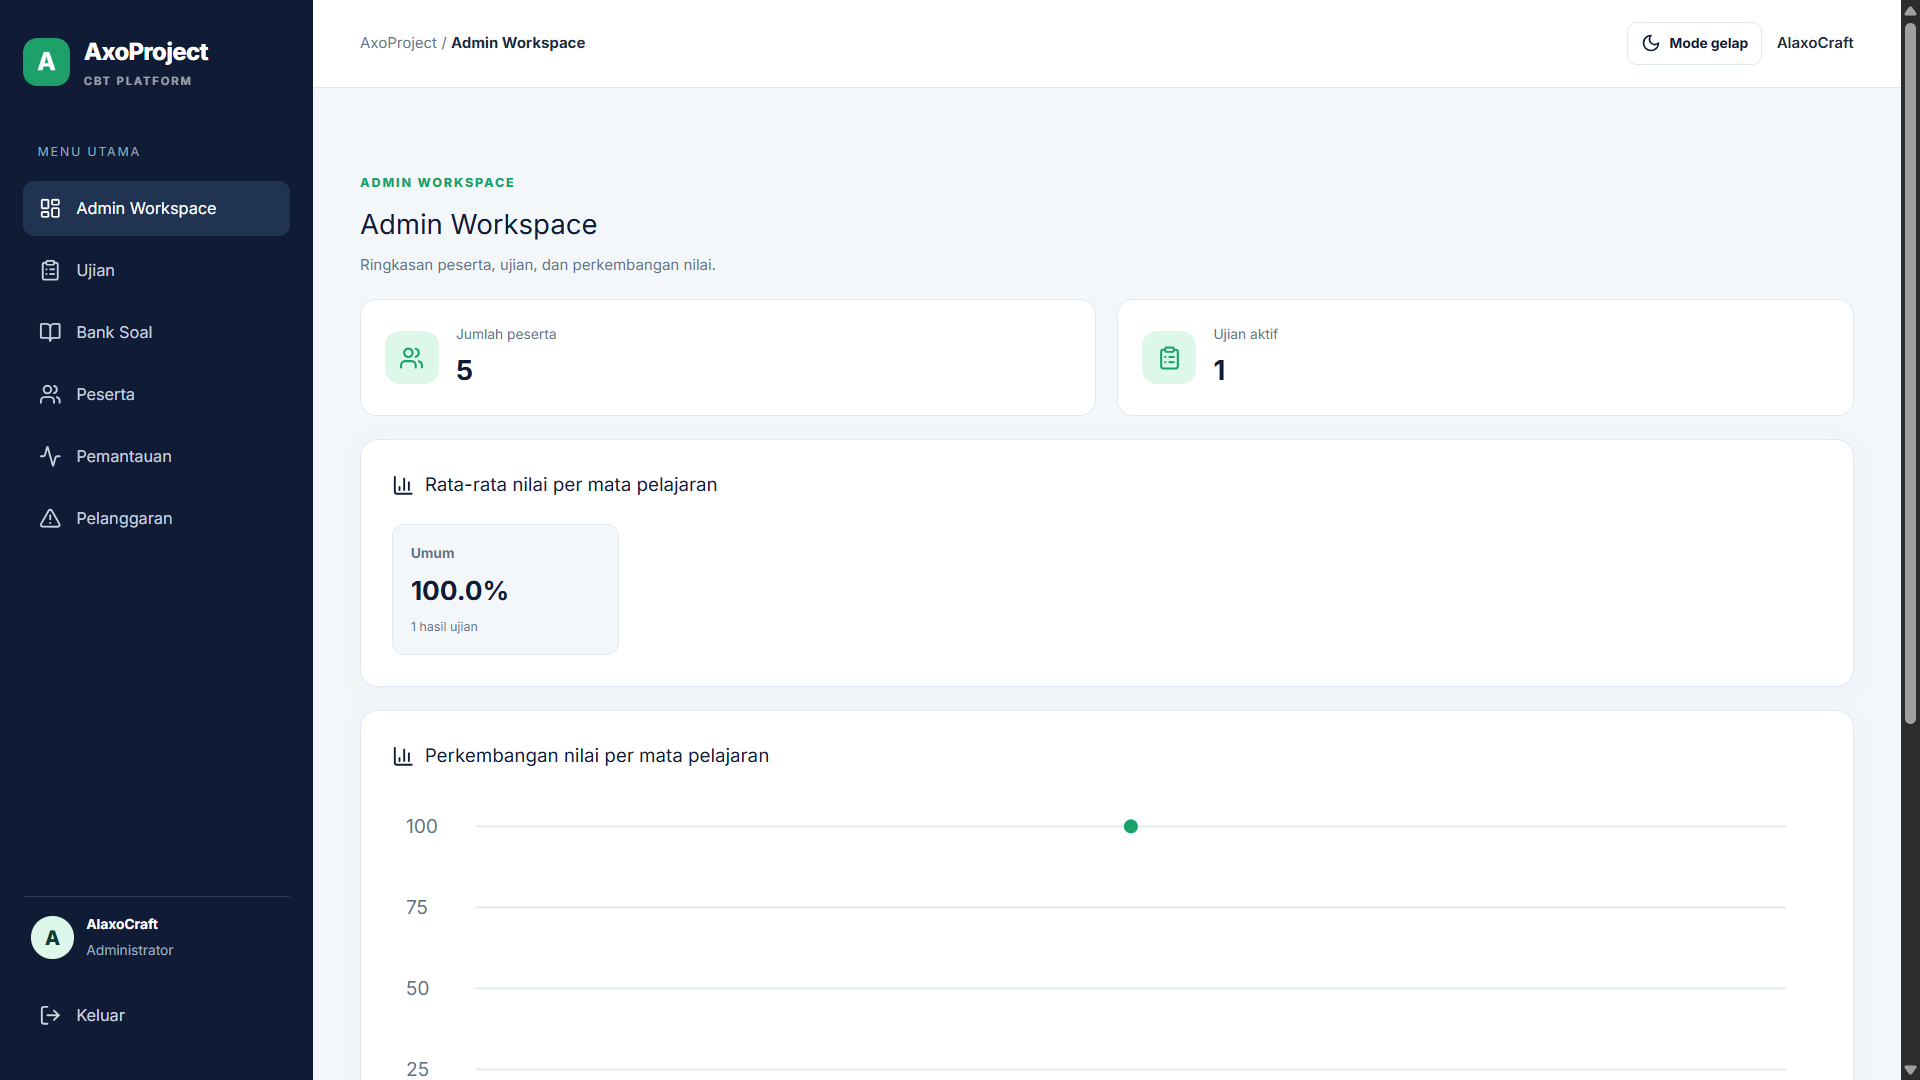 A
AxoProject
CBT PLATFORM
MENU UTAMA
Admin Workspace
Ujian
Bank Soal
Peserta
Pemantauan
Pelanggaran
A
AlaxoCraft
Administrator
Keluar
AxoProject / Admin Workspace
Mode gelap
AlaxoCraft
ADMIN WORKSPACE
Admin Workspace
Ringkasan peserta, ujian, dan perkembangan nilai.
Jumlah peserta
5
Ujian aktif
1
Rata-rata nilai per mata pelajaran
Umum
100.0%
1 hasil ujian
Perkembangan nilai per mata pelajaran
100
75
50
25